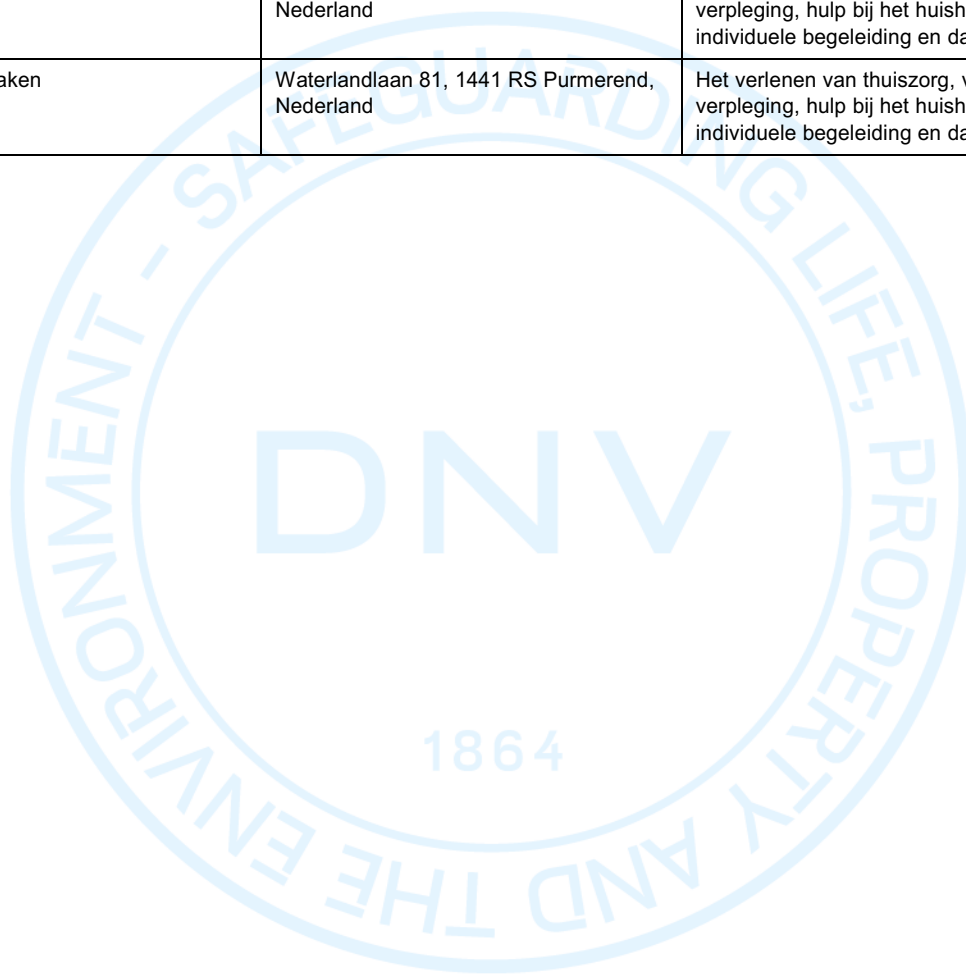 Nederland
verpleging, hulp bij het huish
individuele begeleiding en da
aken
Waterlandlaan 81, 1441 RS Purmerend,
Nederland
Het verlenen van thuiszorg, v
verpleging, hulp bij het huish
individuele begeleiding en da
SAFEGUARDING LIFE, PROPERTY AND THE ENVIRONMENT -
DNV
1864